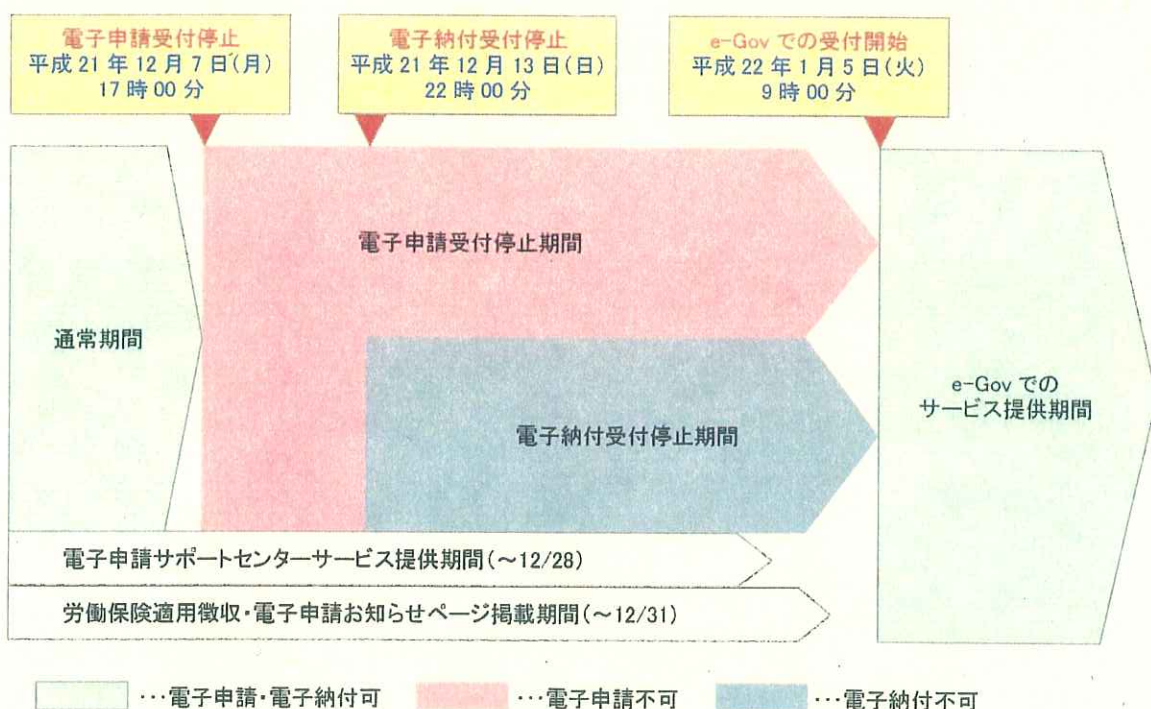 電子申請受付停止
平成21年12月7日(月)
17時00分
電子納付受付停止
平成21年12月13日(日)
22時00分
e-Govでの受付開始
平成22年1月5日(火)
9時00分
電子申請受付停止期間
通常期間
電子納付受付停止期間
e-Govでの
サービス提供期間
電子申請サポートセンターサービス提供期間(～12/28)
労働保険適用徴収・電子申請お知らせページ掲載期間(～12/31)
…電子申請・電子納付可
…電子申請不可
…電子納付不可